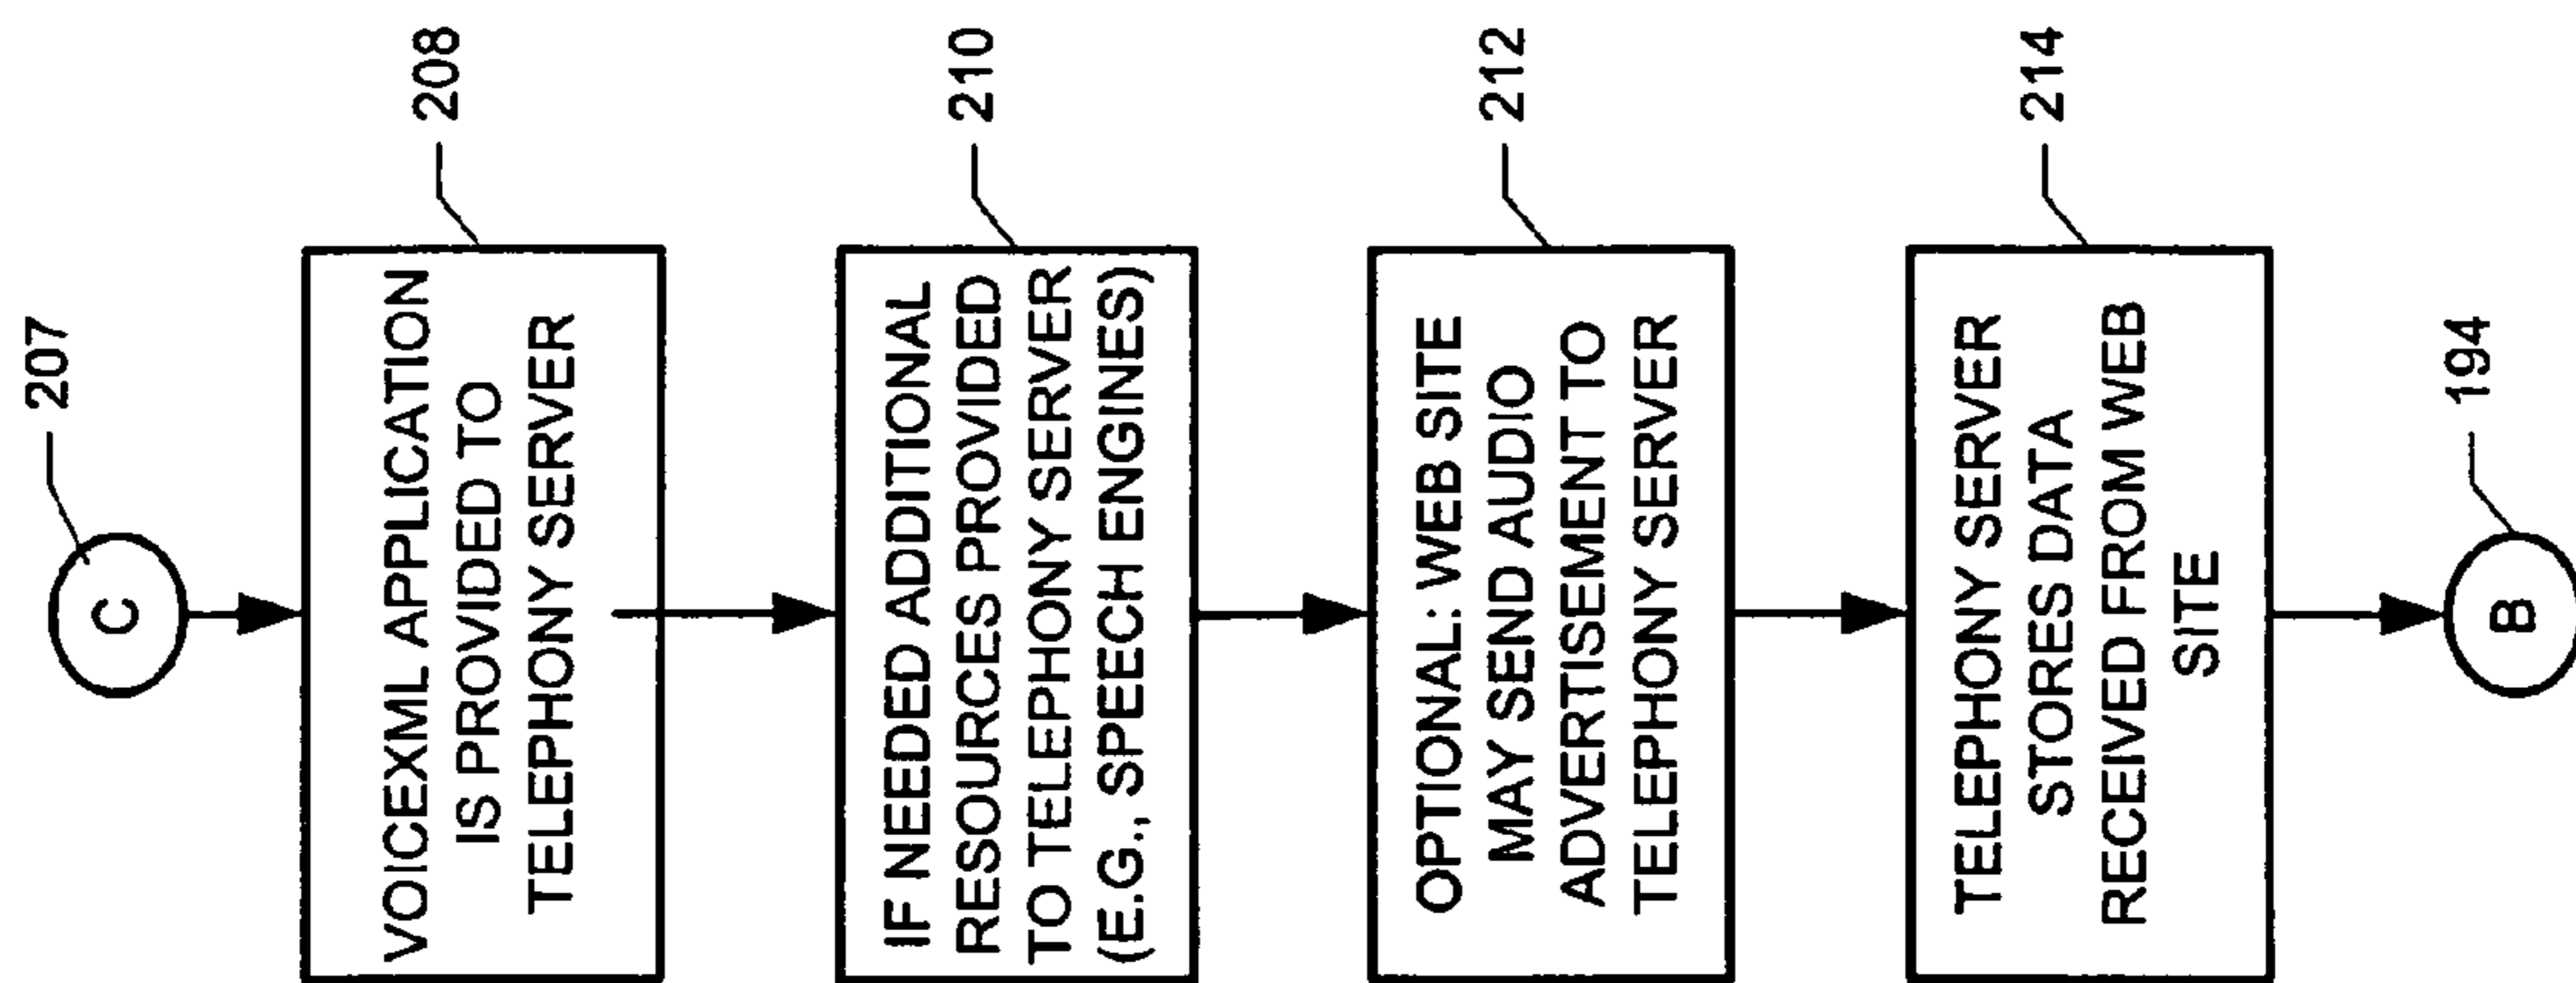 207
C
208
VOICEXML APPLICATION
IS PROVIDED TO
TELEPHONY SERVER
210
IF NEEDED ADDITIONAL
RESOURCES PROVIDED
TO TELEPHONY SERVER
(E.G., SPEECH ENGINES)
212
OPTIONAL: WEB SITE
MAY SEND AUDIO
ADVERTISEMENT TO
TELEPHONY SERVER
214
TELEPHONY SERVER
STORES DATA
RECEIVED FROM WEB
SITE
194
B